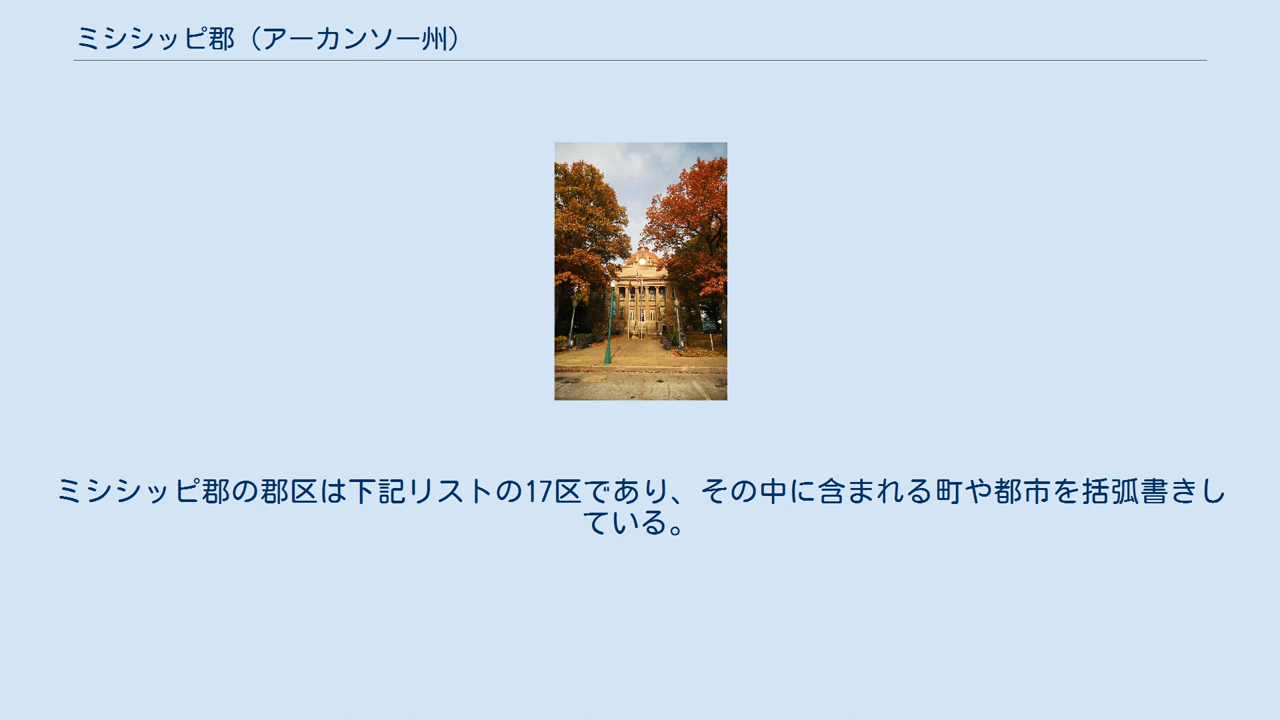 ミシシッピ郡（アーカンソー州）
ミシシッピ郡の郡区は下記リストの17区であり、その中に含まれる町や都市を括弧書きし
ている。